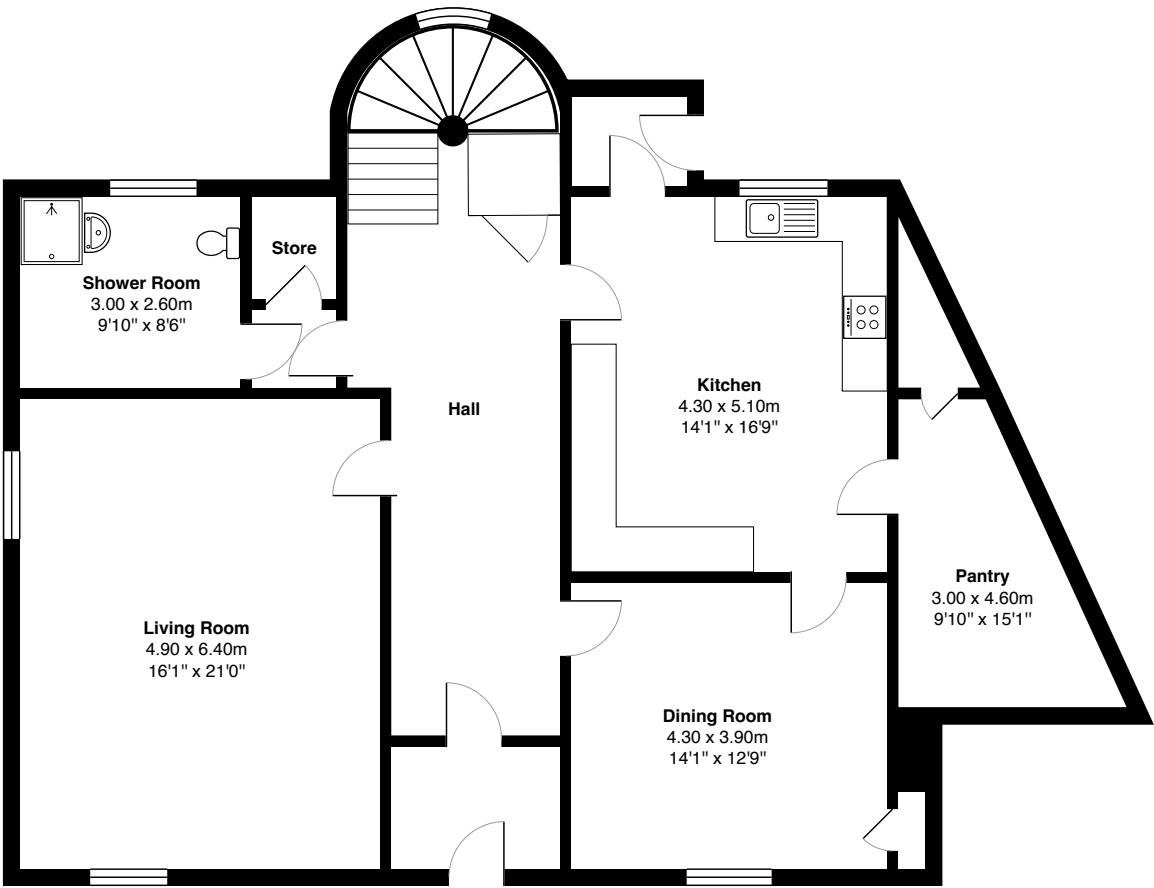 Store
Shower Room
3.00 x 2.60m
9'10" x 8'6"
Hall
Kitchen
4.30 x 5.10m
14'1" x 16'9"
Pantry
3.00 x 4.60m
9'10" x 15'1"
Living Room
4.90 x 6.40m
16'1" x 21'0"
Dining Room
4.30 x 3.90m
14'1" x 12'9"